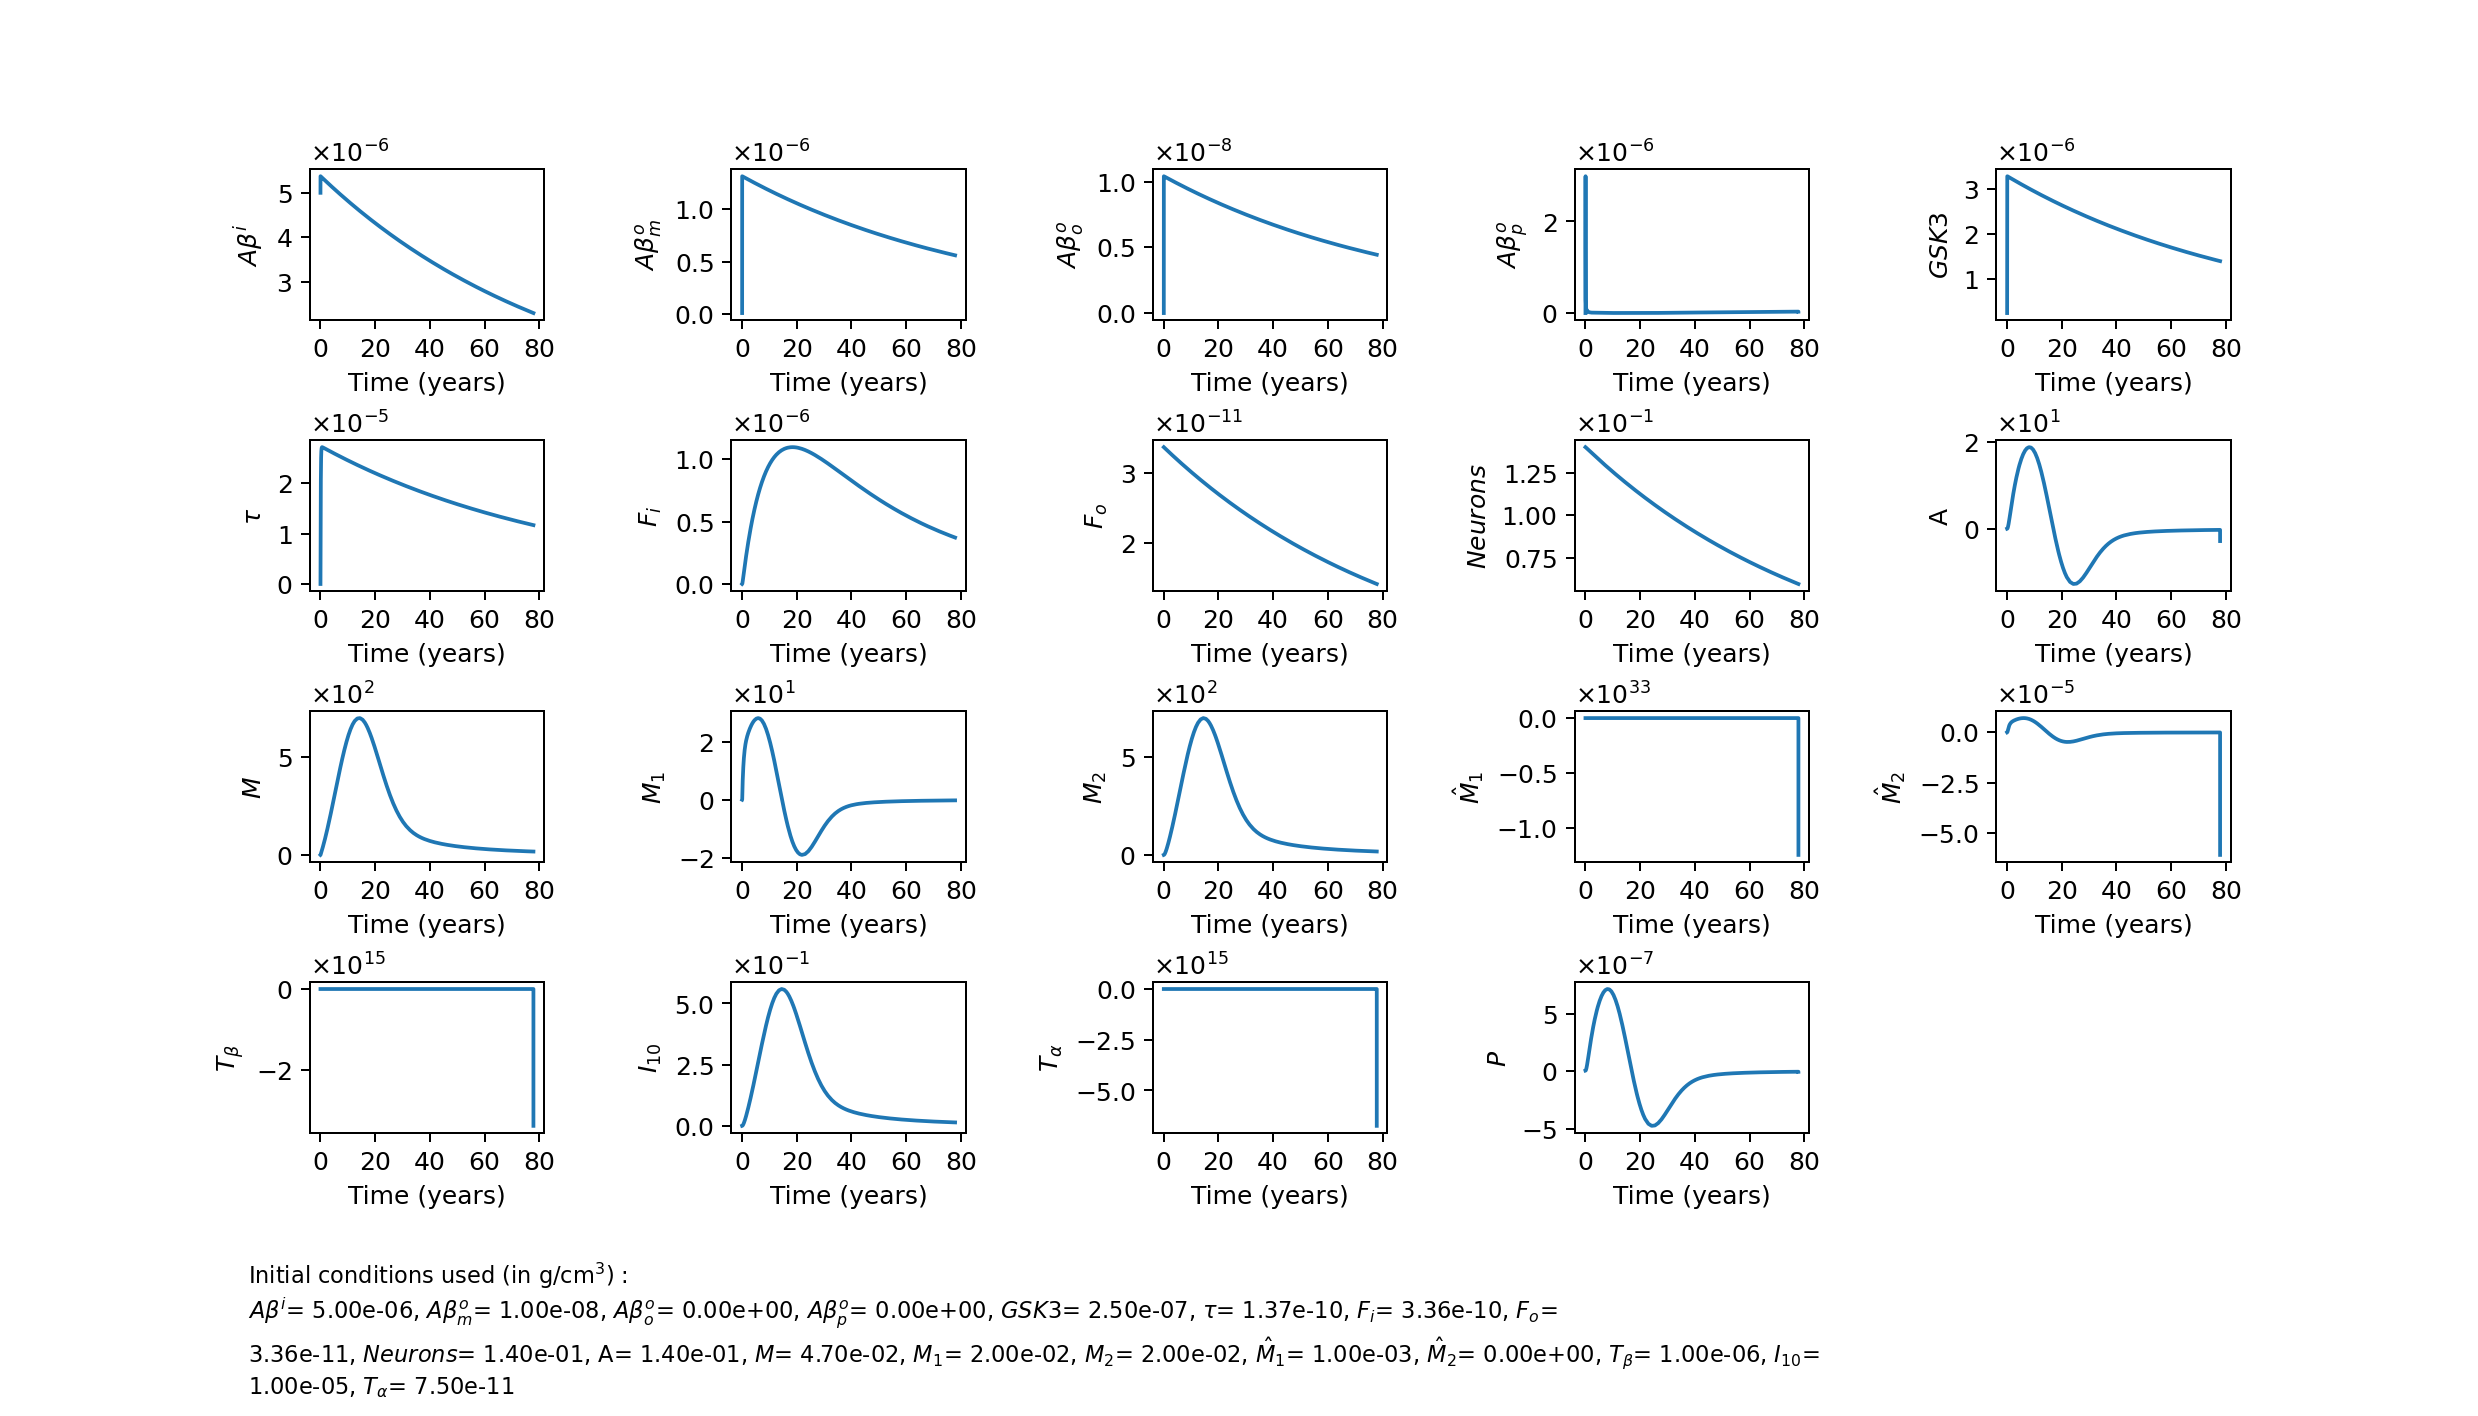 ×10⁻⁶ ×10⁻⁶ ×10⁻⁸ ×10⁻⁶ ×10⁻⁶
Aβⁱ 5 4 3
Aβₘᵒ 1.0 0.5 0.0
Aβₒᵒ 1.0 0.5 0.0
Aβₚᵒ 2 0
GSK3 3 2 1
0 20 40 60 80 0 20 40 60 80 0 20 40 60 80 0 20 40 60 80 0 20 40 60 80
Time (years) Time (years) Time (years) Time (years) Time (years)
×10⁻⁵ ×10⁻⁶ ×10⁻¹¹ ×10⁻¹ ×10¹
τ 2 1 0
Fᵢ 1.0 0.5 0.0
Fₒ 3 2
Neurons 1.25 1.00 0.75
A 2 0
0 20 40 60 80 0 20 40 60 80 0 20 40 60 80 0 20 40 60 80 0 20 40 60 80
Time (years) Time (years) Time (years) Time (years) Time (years)
×10² ×10¹ ×10² ×10³³ ×10⁻⁵
M 5 0
M₁ 2 0 −2
M₂ 5 0
M̂₁ 0.0 −0.5 −1.0
M̂₂ 0.0 −2.5 −5.0
0 20 40 60 80 0 20 40 60 80 0 20 40 60 80 0 20 40 60 80 0 20 40 60 80
Time (years) Time (years) Time (years) Time (years) Time (years)
×10¹⁵ ×10⁻¹ ×10¹⁵ ×10⁻⁷
Tᵦ 0 −2
I₁₀ 5.0 2.5 0.0
T_α 0.0 −2.5 −5.0
P 5 0 −5
0 20 40 60 80 0 20 40 60 80 0 20 40 60 80 0 20 40 60 80
Time (years) Time (years) Time (years) Time (years)
Initial conditions used (in g/cm³) :
Aβⁱ= 5.00e-06, Aβₘᵒ= 1.00e-08, Aβₒᵒ= 0.00e+00, Aβₚᵒ= 0.00e+00, GSK3= 2.50e-07, τ= 1.37e-10, Fᵢ= 3.36e-10, Fₒ=
3.36e-11, Neurons= 1.40e-01, A= 1.40e-01, M= 4.70e-02, M₁= 2.00e-02, M₂= 2.00e-02, M̂₁= 1.00e-03, M̂₂= 0.00e+00, Tᵦ= 1.00e-06, I₁₀=
1.00e-05, T_α= 7.50e-11